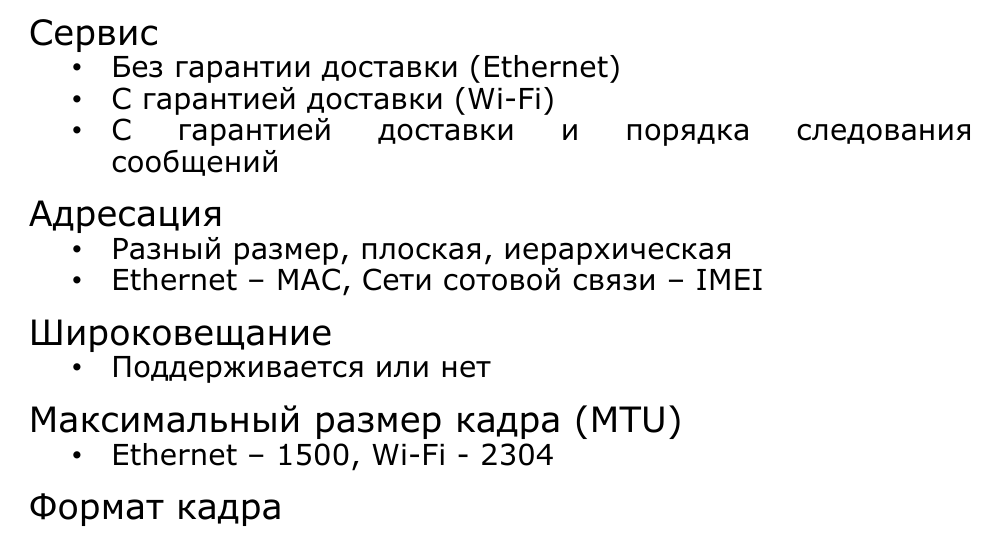 Сервис
• Без гарантии доставки (Ethernet)
• С гарантией доставки (Wi-Fi)
• С гарантией доставки и порядка следования
сообщений
Адресация
• Разный размер, плоская, иерархическая
• Ethernet – MAC, Сети сотовой связи – IMEI
Широковещание
• Поддерживается или нет
Максимальный размер кадра (MTU)
• Ethernet – 1500, Wi-Fi - 2304
Формат кадра